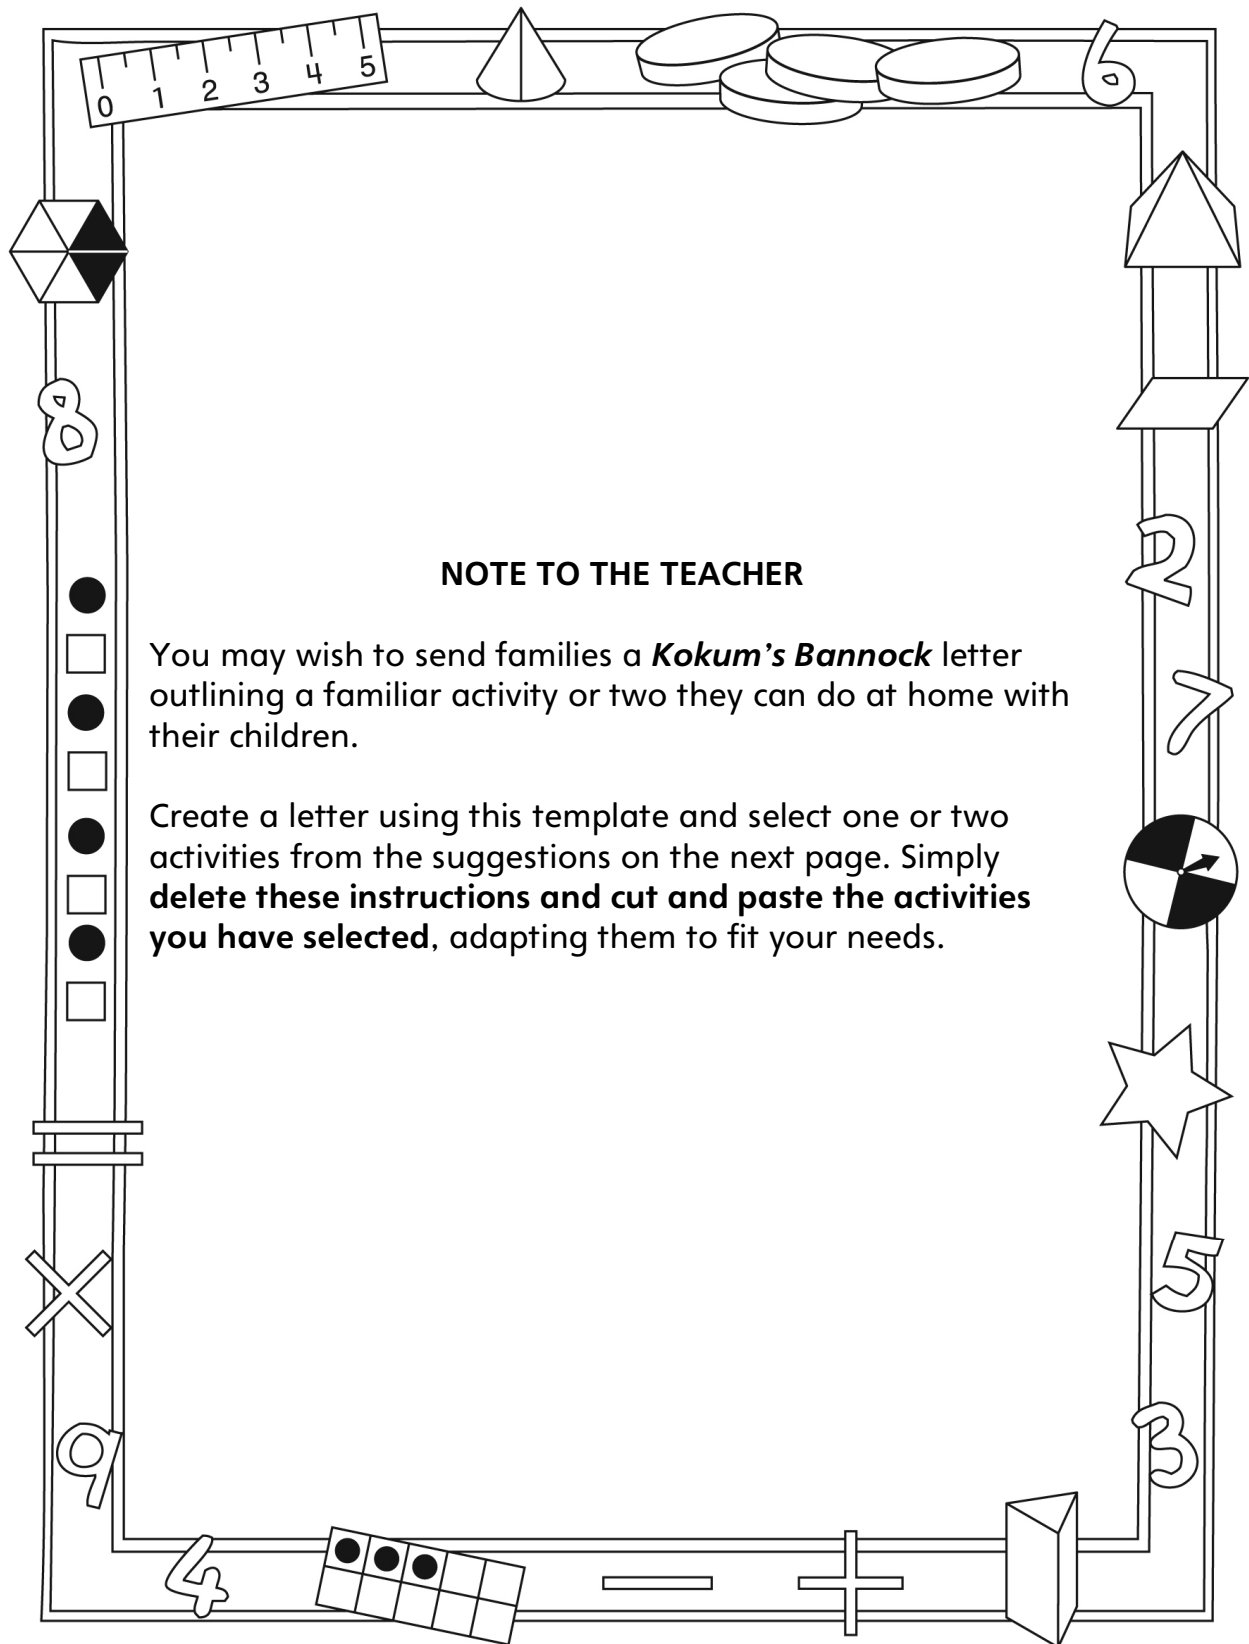 0 1 2 3 4 5
6
8
2
7
5
3
9
4
NOTE TO THE TEACHER
You may wish to send families a Kokum's Bannock letter
outlining a familiar activity or two they can do at home with
their children.
Create a letter using this template and select one or two
activities from the suggestions on the next page. Simply
delete these instructions and cut and paste the activities
you have selected, adapting them to fit your needs.